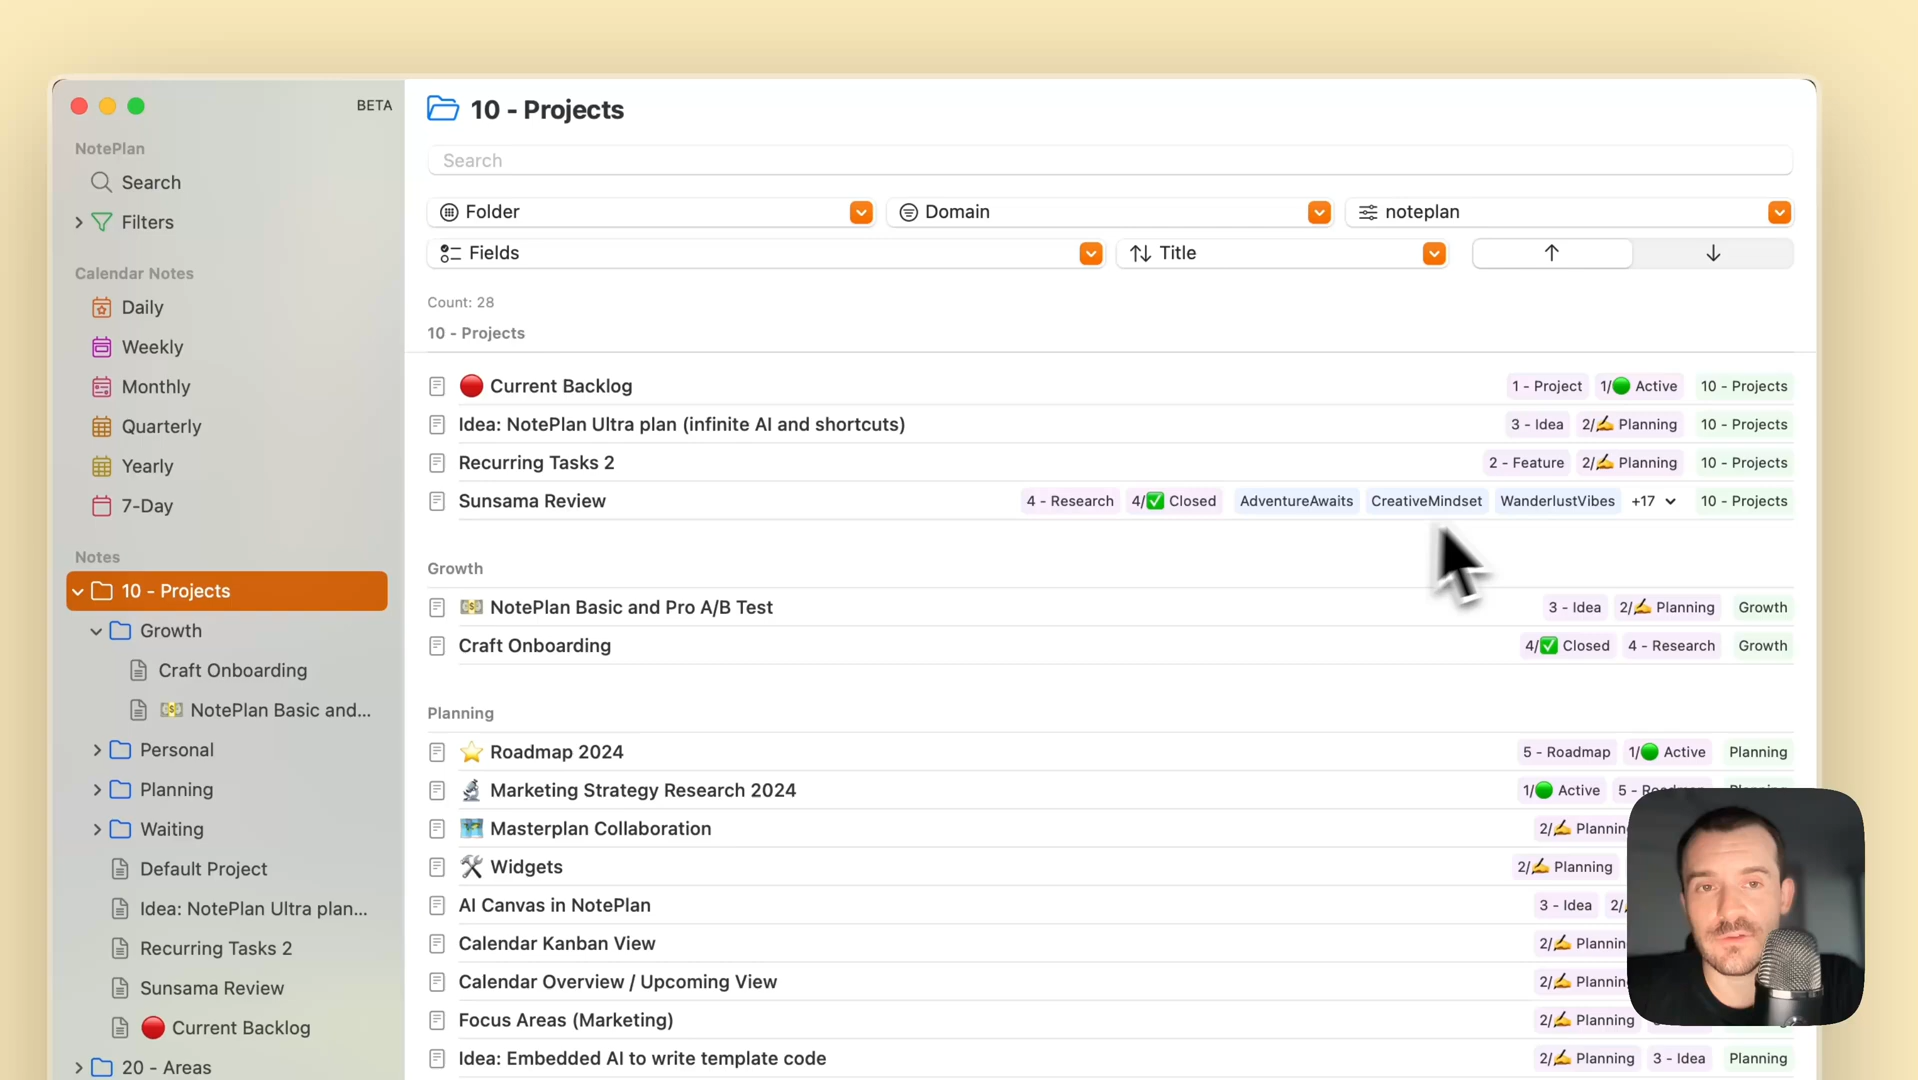 BETA
NotePlan
Search
Filters
Calendar Notes
Daily
Weekly
Monthly
Quarterly
Yearly
7-Day
Notes
10 - Projects
Growth
Craft Onboarding
NotePlan Basic and...
Personal
Planning
Waiting
Default Project
Idea: NotePlan Ultra plan...
Recurring Tasks 2
Sunsama Review
Current Backlog
20 - Areas
10 - Projects
Search
Folder Domain noteplan
Fields Title
Count: 28
10 - Projects
Current Backlog 1 - Project 1/🟢 Active 10 - Projects
Idea: NotePlan Ultra plan (infinite AI and shortcuts) 3 - Idea 2/✍️ Planning 10 - Projects
Recurring Tasks 2 2 - Feature 2/✍️ Planning 10 - Projects
Sunsama Review 4 - Research 4/✅ Closed AdventureAwaits CreativeMindset WanderlustVibes +17 10 - Projects
Growth
NotePlan Basic and Pro A/B Test 3 - Idea 2/✍️ Planning Growth
Craft Onboarding 4/✅ Closed 4 - Research Growth
Planning
Roadmap 2024 5 - Roadmap 1/🟢 Active Planning
Marketing Strategy Research 2024 1/🟢 Active 5 -
Masterplan Collaboration 2/✍️
Widgets 2/✍️ Planning
AI Canvas in NotePlan 3 - Idea 2/
Calendar Kanban View 2/✍️
Calendar Overview / Upcoming View 2/✍️
Focus Areas (Marketing) 2/✍️ Planning
Idea: Embedded AI to write template code 2/✍️ Planning 3 - Idea Planning